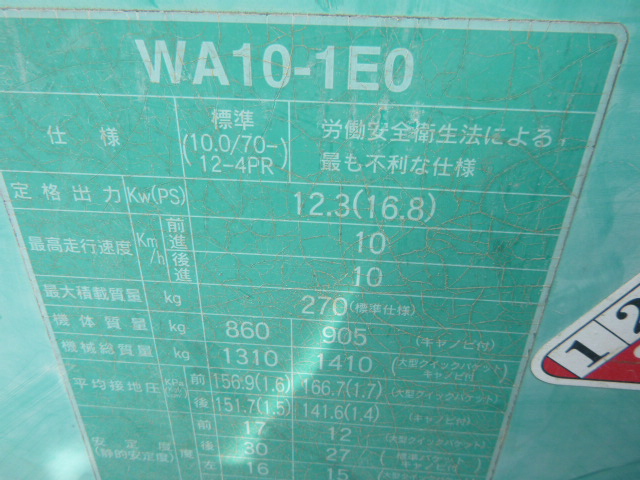 WA10-1E0
仕様 標準 (10.0/70-12-4PR) 労働安全衛生法による、最も不利な仕様
定格出力 Kw(PS) 12.3(16.8)
最高走行速度 Km/h 前進 10
後進 10
最大積載質量 kg 270(標準仕様)
機体質量 kg 860 905 (キャノピ付)
機械総質量 kg 1310 1410 (大型クイックバケット キャノピ付)
平均接地圧 前 156.9(1.6) 166.7(1.7) (大型クイックバケット)
後 151.7(1.5) 141.6(1.4) (キャノピ付)
安定度 (静的安定度) 度 前 17 12 (大型クイックバケット)
後 30 27 (標準バケット キャノピ付)
左 16 15
1 2